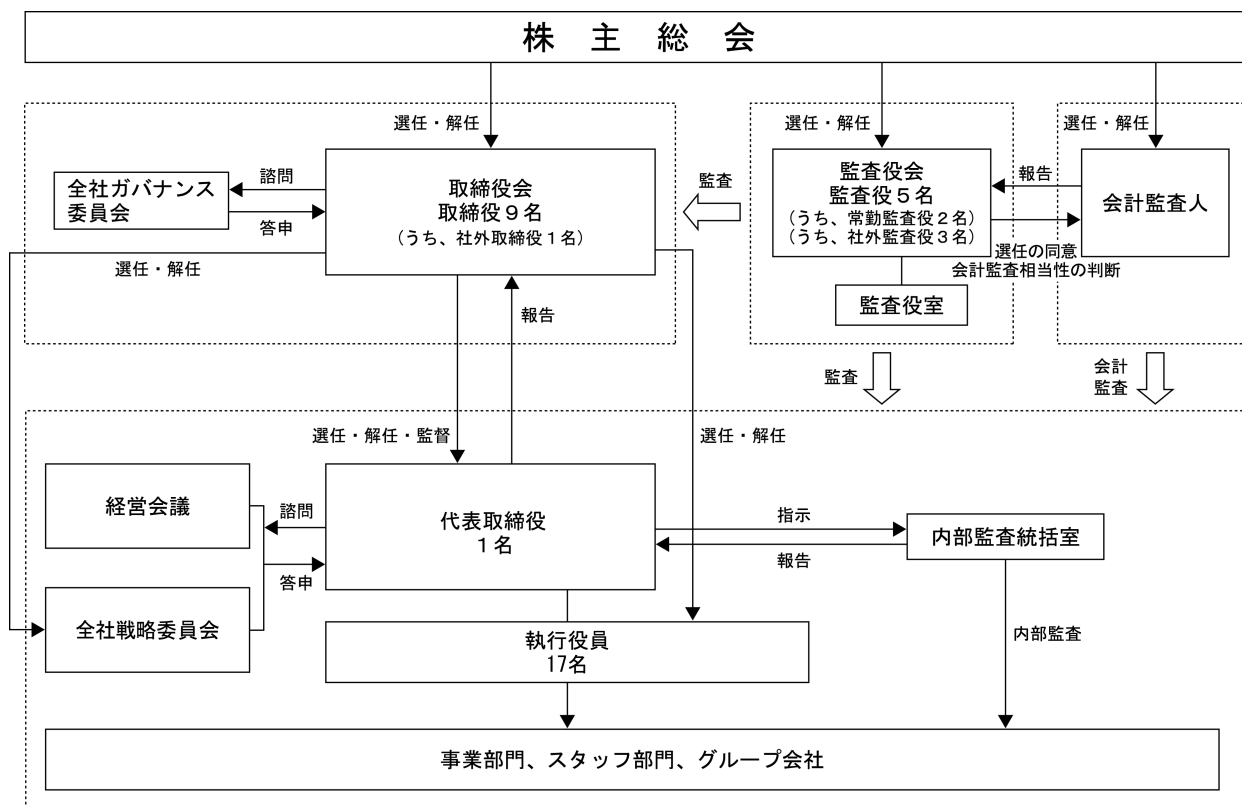 株主総会
選任・解任
選任・解任
選任・解任
全社ガバナンス
委員会
諮問
答申
取締役会
取締役9名
（うち、社外取締役1名）
監査
監査役会
監査役5名
（うち、常勤監査役2名）
（うち、社外監査役3名）
報告
会計監査人
選任の同意
会計監査相当性の判断
監査役室
選任・解任
報告
監査
会計
監査
選任・解任・監督
選任・解任
経営会議
諮問
答申
全社戦略委員会
代表取締役
1名
指示
報告
内部監査統括室
執行役員
17名
内部監査
事業部門、スタッフ部門、グループ会社